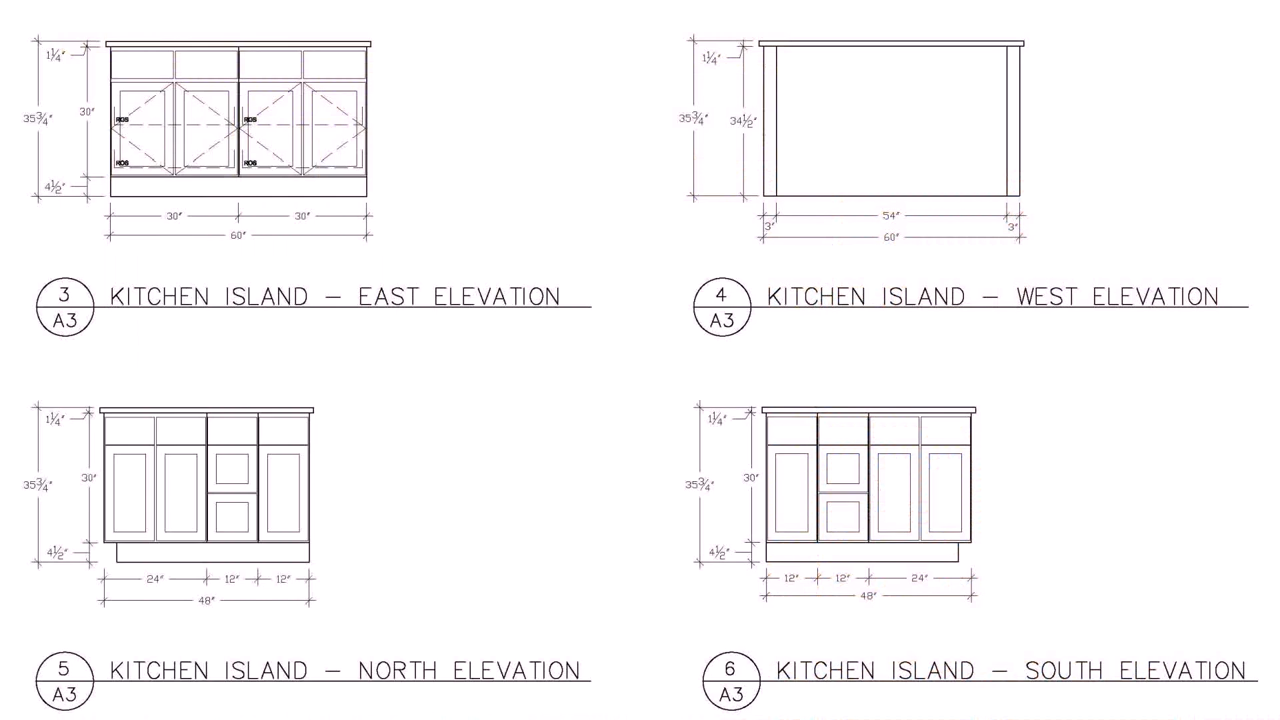 1¼"
35¾"
30"
ROS ROS
ROS ROS
4½"
30" 30"
60"
3 KITCHEN ISLAND – EAST ELEVATION
A3
1¼"
35¾" 34½"
54"
3" 3"
60"
4 KITCHEN ISLAND – WEST ELEVATION
A3
1¼"
35¾" 30"
4½"
24" 12" 12"
48"
5 KITCHEN ISLAND – NORTH ELEVATION
A3
1¼"
35¾" 30"
4½"
12" 12" 24"
48"
6 KITCHEN ISLAND – SOUTH ELEVATION
A3